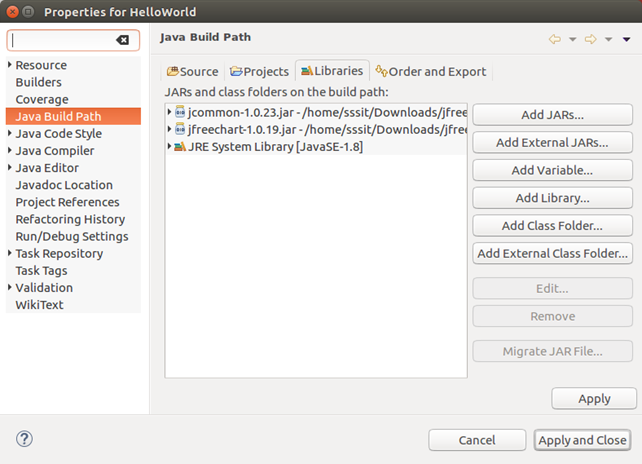 Properties for HelloWorld
Java Build Path
Resource
Builders
Coverage
Java Build Path
Java Code Style
Java Compiler
Java Editor
Javadoc Location
Project References
Refactoring History
Run/Debug Settings
Task Repository
Task Tags
Validation
WikiText
Source Projects Libraries Order and Export
JARs and class folders on the build path:
jcommon-1.0.23.jar - /home/sssit/Downloads/jfree
jfreechart-1.0.19.jar - /home/sssit/Downloads/jfree
JRE System Library [JavaSE-1.8]
Add JARs...
Add External JARs...
Add Variable...
Add Library...
Add Class Folder...
Add External Class Folder...
Edit...
Remove
Migrate JAR File...
Apply
Cancel Apply and Close